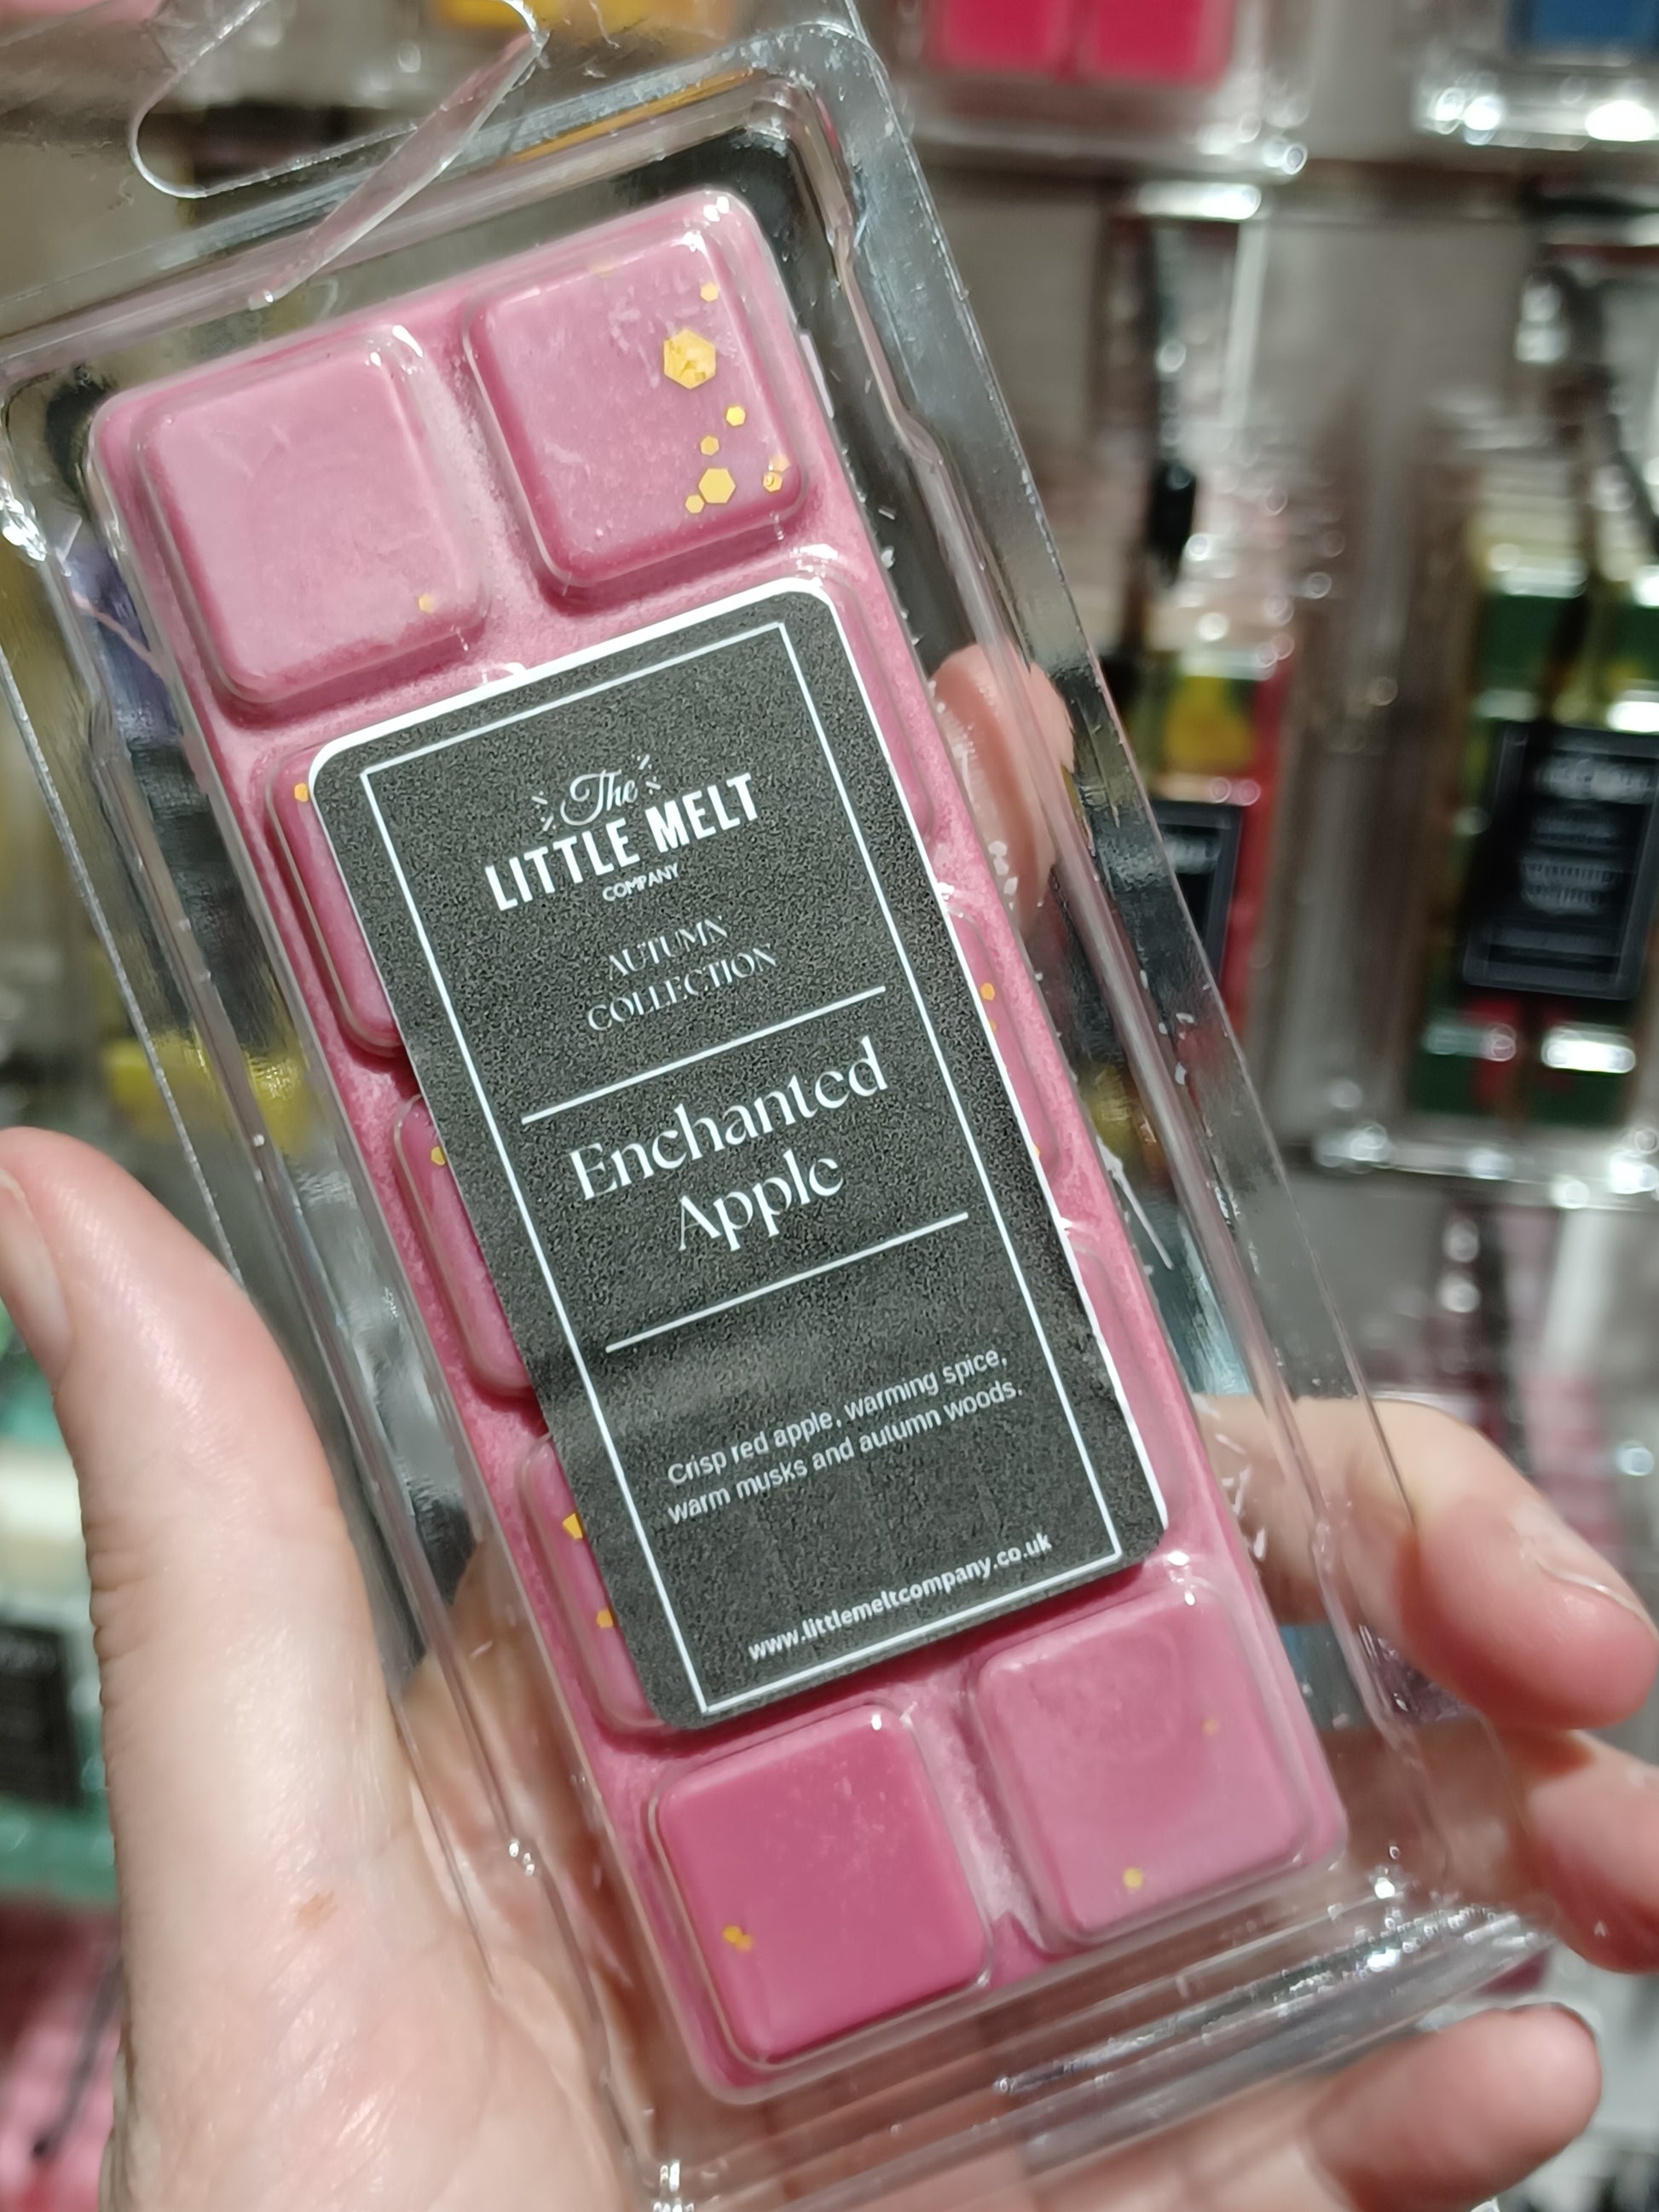 The
LITTLE MELT
COMPANY
AUTUMN
COLLECTION
Enchanted
Apple
Crisp red apple, warming spice,
warm musks and autumn woods.
www.littlemeltcompany.co.uk